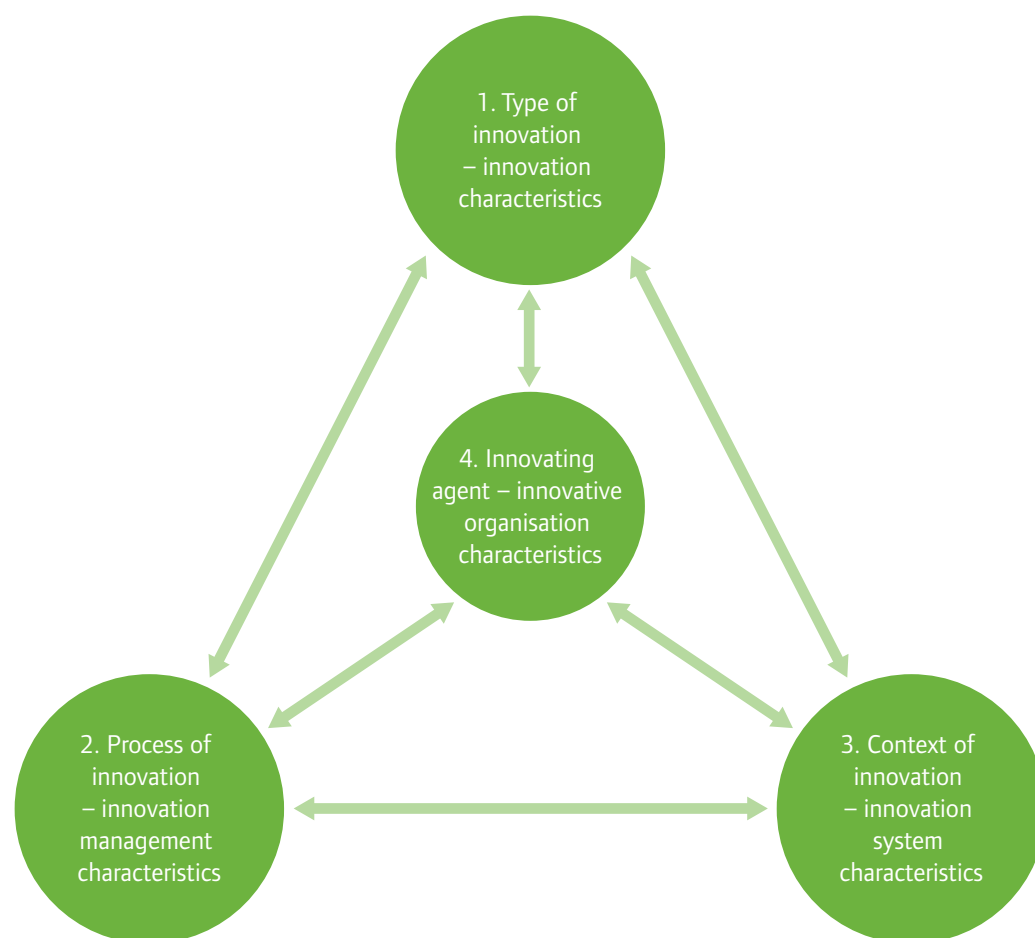 1. Type of
innovation
– innovation
characteristics
4. Innovating
agent – innovative
organisation
characteristics
2. Process of
innovation
– innovation
management
characteristics
3. Context of
innovation
– innovation
system
characteristics